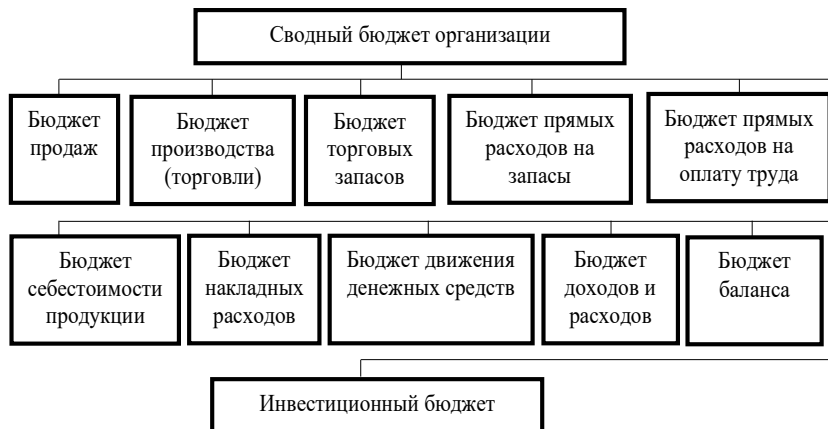 Сводный бюджет организации
Бюджет
продаж
Бюджет
производства
(торговли)
Бюджет
торговых
запасов
Бюджет прямых
расходов на
запасы
Бюджет прямых
расходов на
оплату труда
Бюджет
себестоимости
продукции
Бюджет
накладных
расходов
Бюджет движения
денежных средств
Бюджет
доходов и
расходов
Бюджет
баланса
Инвестиционный бюджет